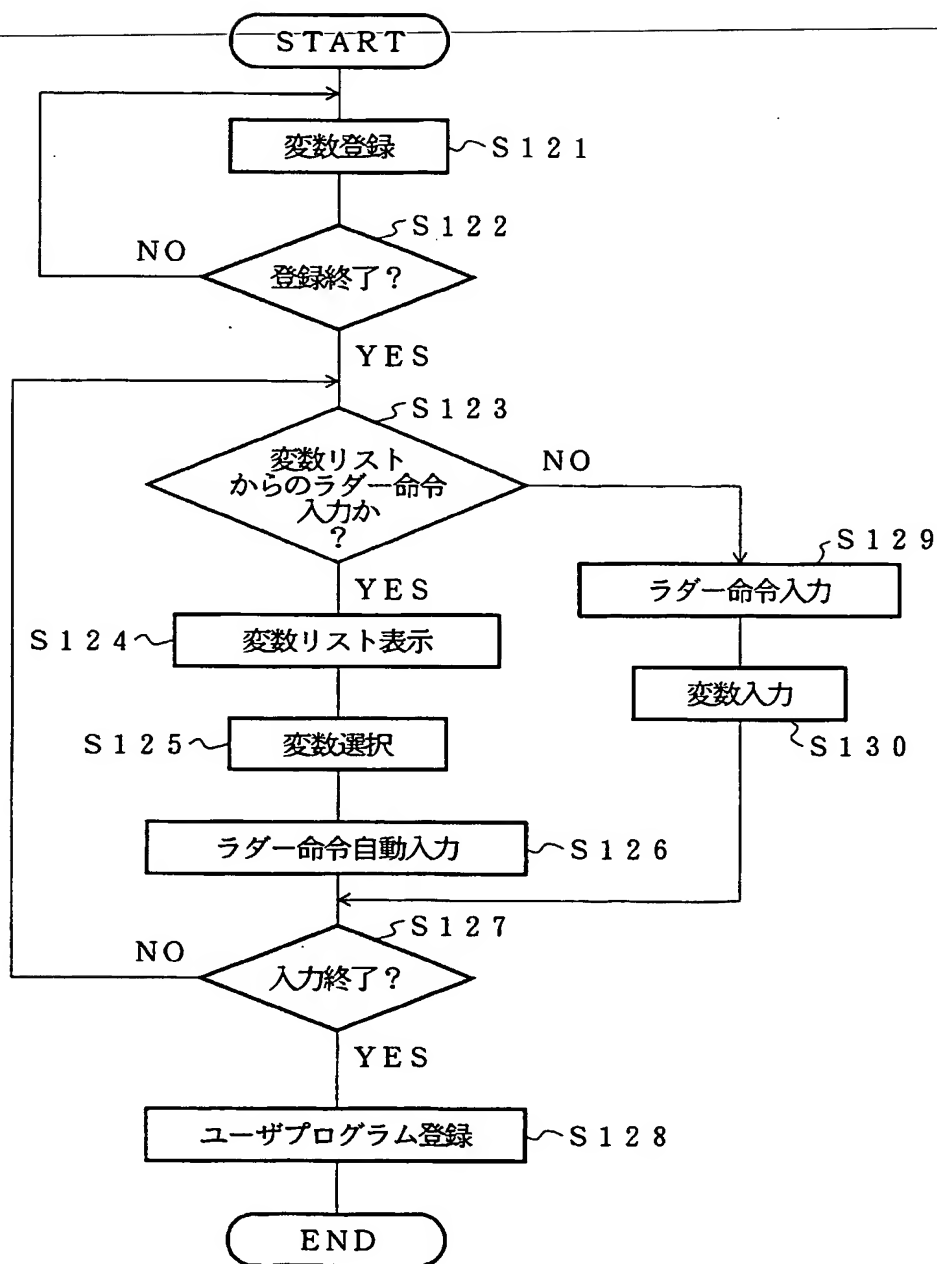 START
変数登録
S121
S122
NO
登録終了?
YES
S123
変数リスト
からのラダー命令
入力か
?
NO
YES
S129
ラダー命令入力
S124
変数リスト表示
変数入力
S125
変数選択
S130
ラダー命令自動入力
S126
S127
NO
入力終了?
YES
ユーザプログラム登録
S128
END